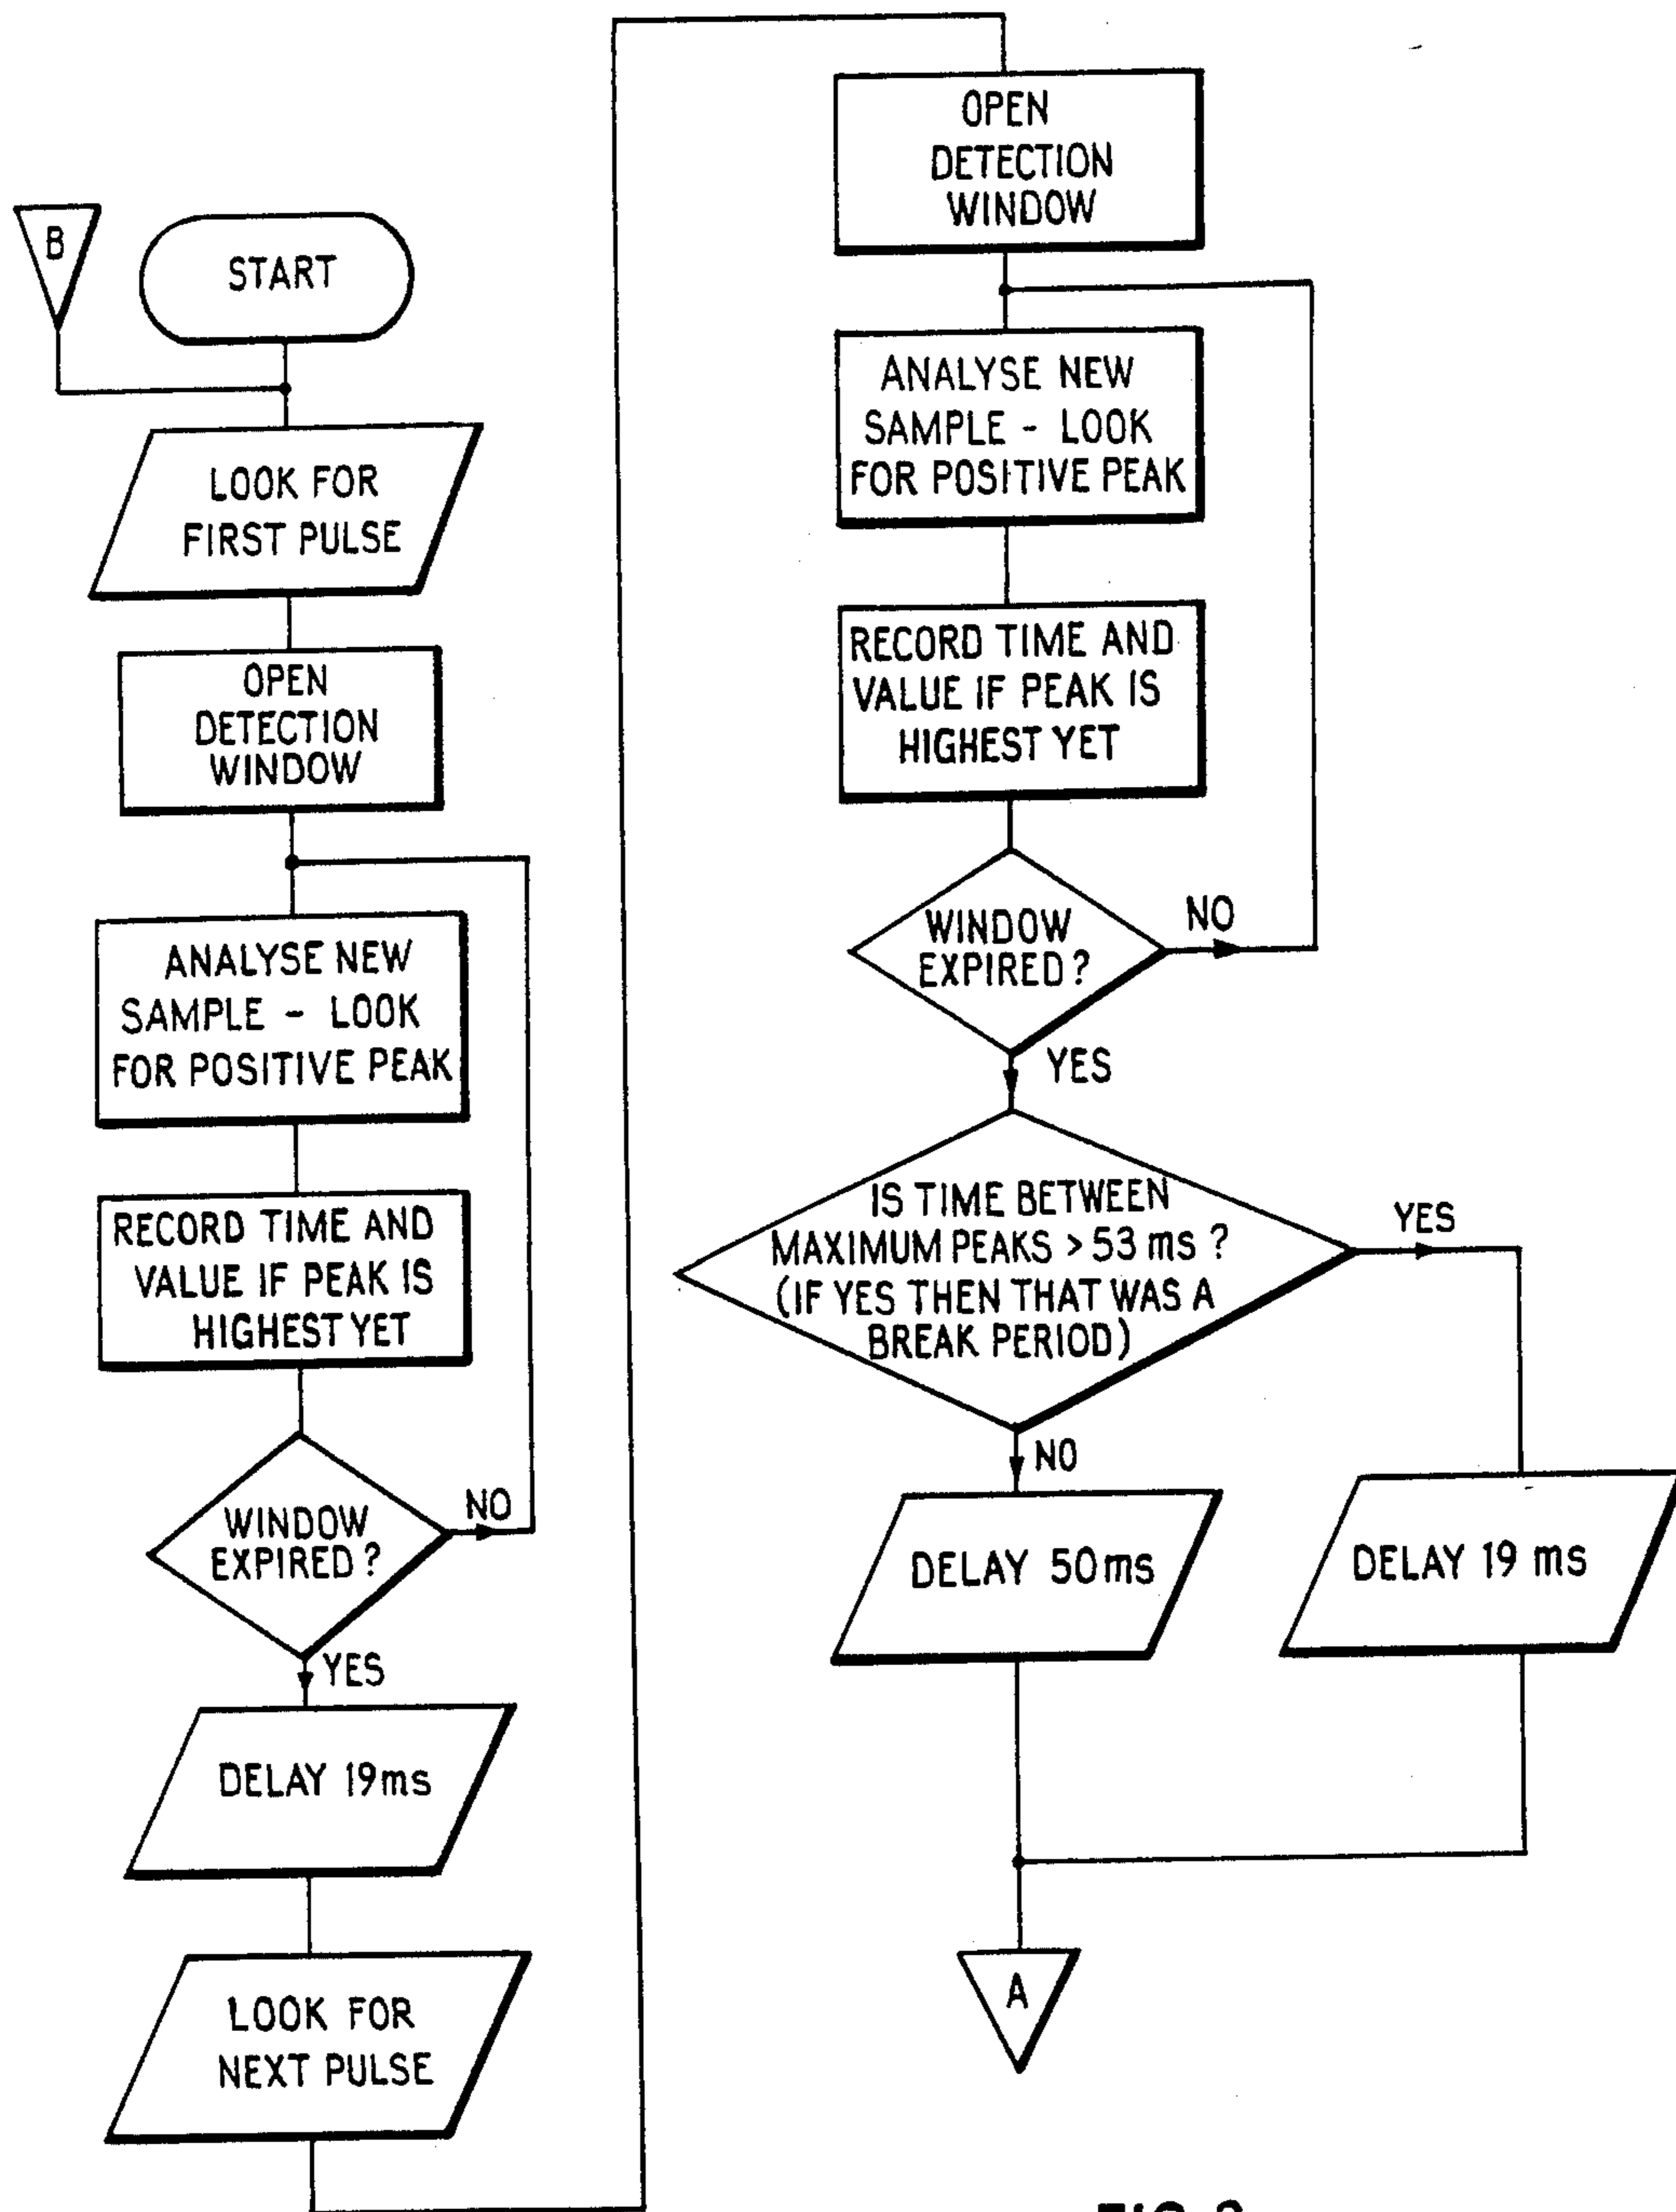 B
START
LOOK FOR
FIRST PULSE
OPEN
DETECTION
WINDOW
ANALYSE NEW
SAMPLE - LOOK
FOR POSITIVE PEAK
RECORD TIME AND
VALUE IF PEAK IS
HIGHEST YET
WINDOW
EXPIRED?
NO
YES
DELAY 19ms
LOOK FOR
NEXT PULSE
OPEN
DETECTION
WINDOW
ANALYSE NEW
SAMPLE - LOOK
FOR POSITIVE PEAK
RECORD TIME AND
VALUE IF PEAK IS
HIGHEST YET
WINDOW
EXPIRED?
NO
YES
IS TIME BETWEEN
MAXIMUM PEAKS > 53 ms ?
(IF YES THEN THAT WAS A
BREAK PERIOD)
YES
NO
DELAY 50ms
DELAY 19 ms
A